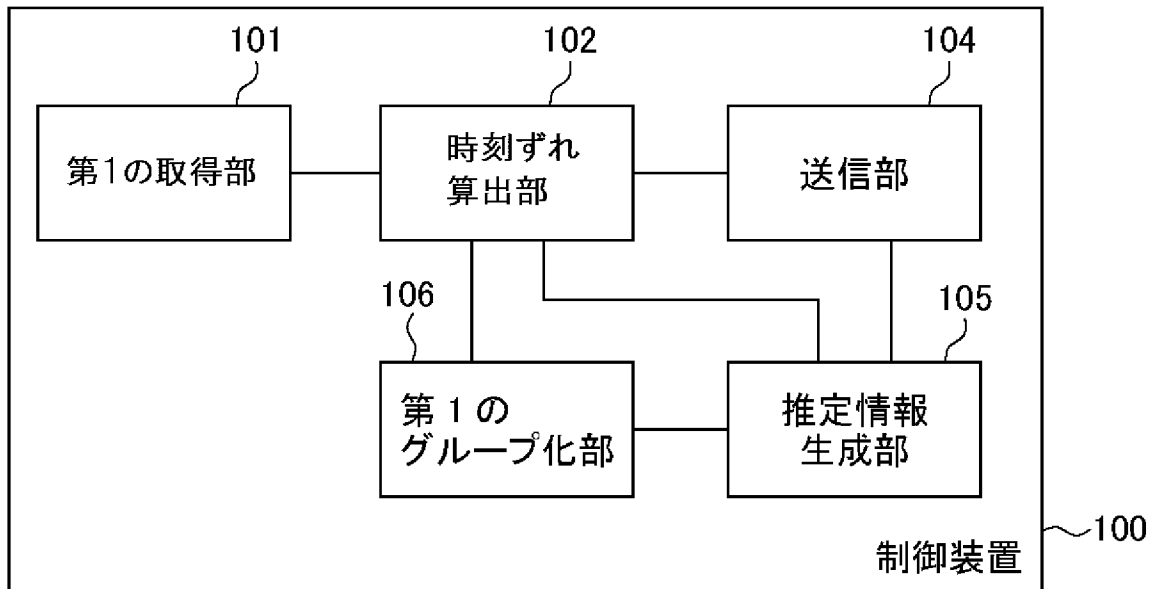 101
102
104
第1の取得部
時刻ずれ
算出部
送信部
106
105
第1の
グループ化部
推定情報
生成部
100
制御装置